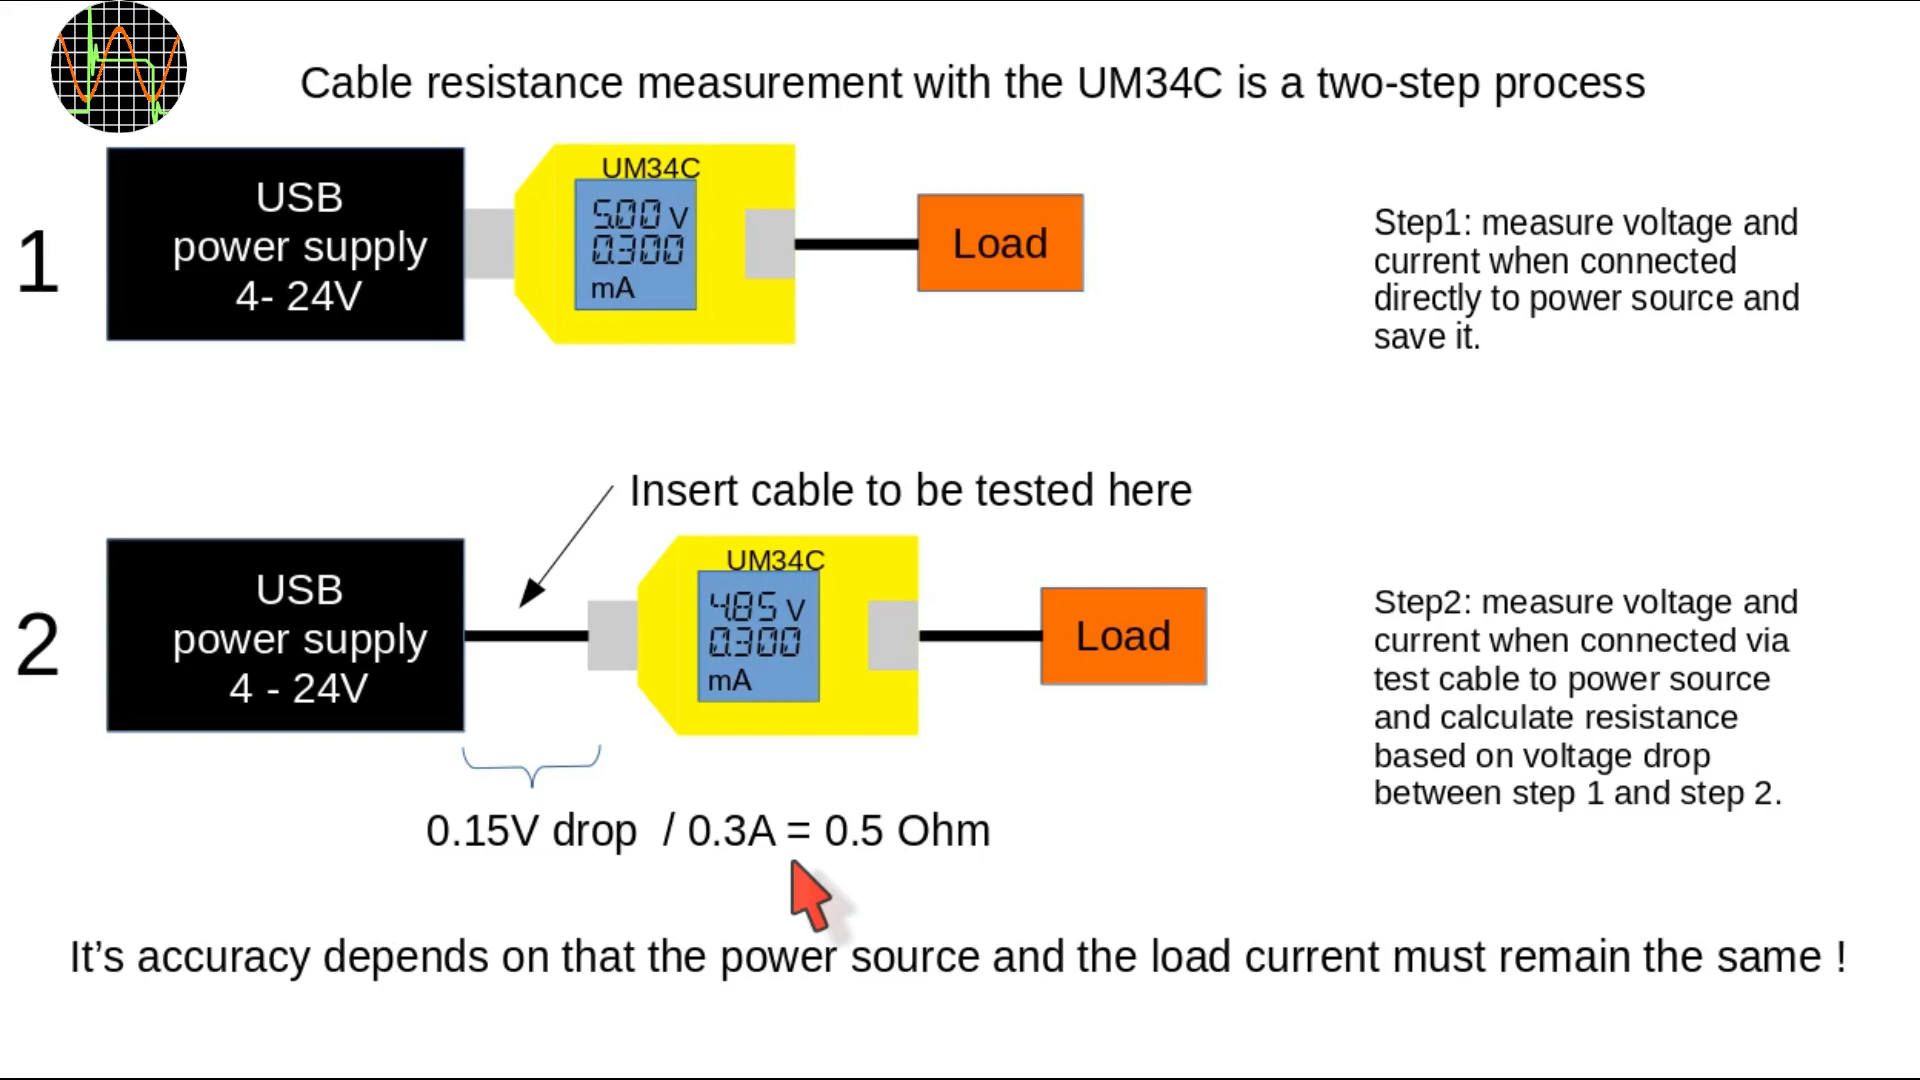 Cable resistance measurement with the UM34C is a two-step process
1
USB
power supply
4- 24V
UM34C
5.00 V
0.300
mA
Load
Step1: measure voltage and
current when connected
directly to power source and
save it.
Insert cable to be tested here
2
USB
power supply
4 - 24V
UM34C
4.85 V
0.300
mA
Load
Step2: measure voltage and
current when connected via
test cable to power source
and calculate resistance
based on voltage drop
between step 1 and step 2.
0.15V drop / 0.3A = 0.5 Ohm
It’s accuracy depends on that the power source and the load current must remain the same !